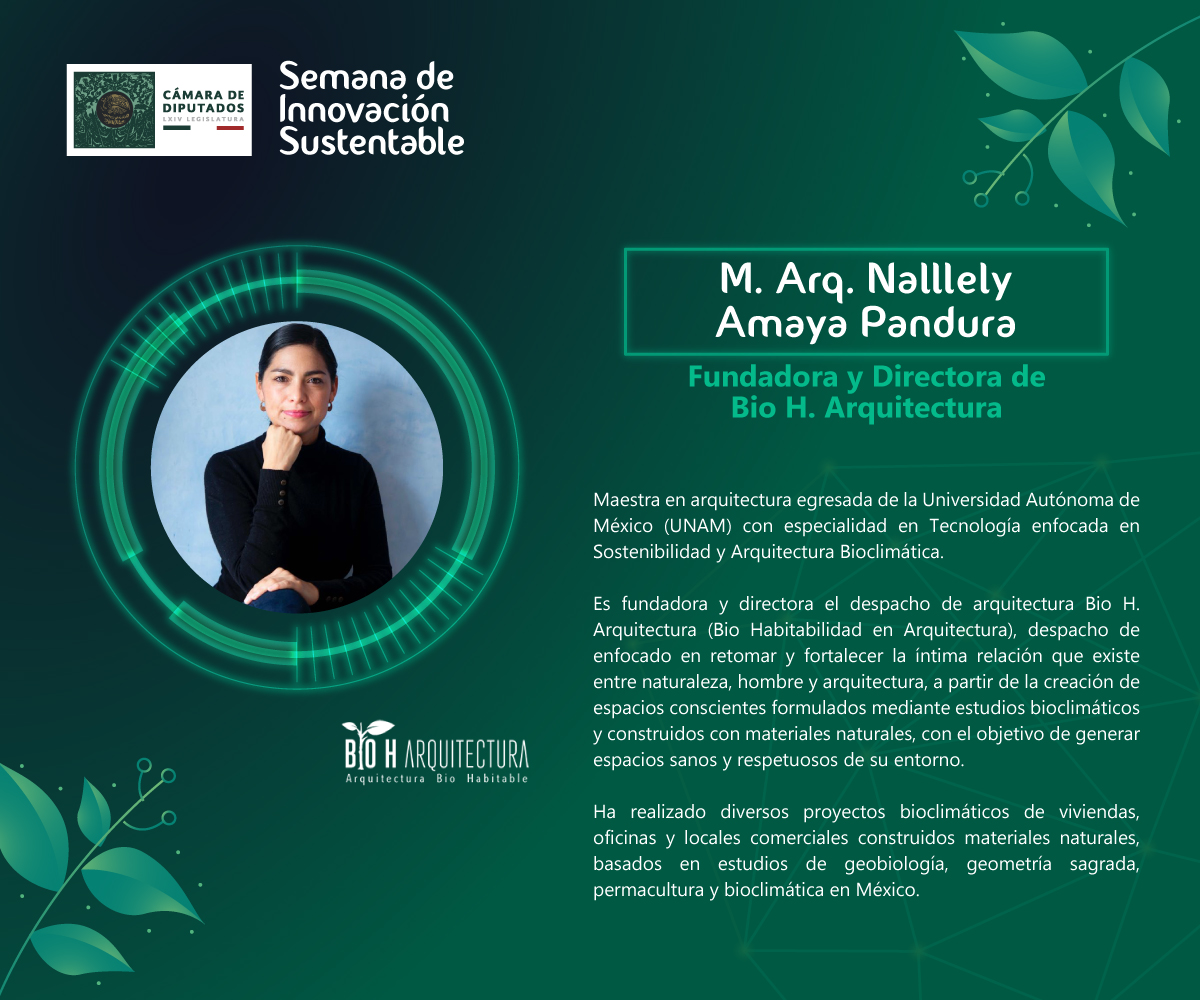 CÁMARA DE
DIPUTADOS
LXIV LEGISLATURA
Semana de
Innovación
Sustentable
M. Arq. Nalllely
Amaya Pandura
Fundadora y Directora de
Bio H. Arquitectura
Maestra en arquitectura egresada de la Universidad Autónoma de
México (UNAM) con especialidad en Tecnología enfocada en
Sostenibilidad y Arquitectura Bioclimática.
Es fundadora y directora el despacho de arquitectura Bio H.
Arquitectura (Bio Habitabilidad en Arquitectura), despacho de
enfocado en retomar y fortalecer la íntima relación que existe
entre naturaleza, hombre y arquitectura, a partir de la creación de
espacios conscientes formulados mediante estudios bioclimáticos
y construidos con materiales naturales, con el objetivo de generar
espacios sanos y respetuosos de su entorno.
Ha realizado diversos proyectos bioclimáticos de viviendas,
oficinas y locales comerciales construidos materiales naturales,
basados en estudios de geobiología, geometría sagrada,
permacultura y bioclimática en México.
BIO H ARQUITECTURA
Arquitectura Bio Habitable